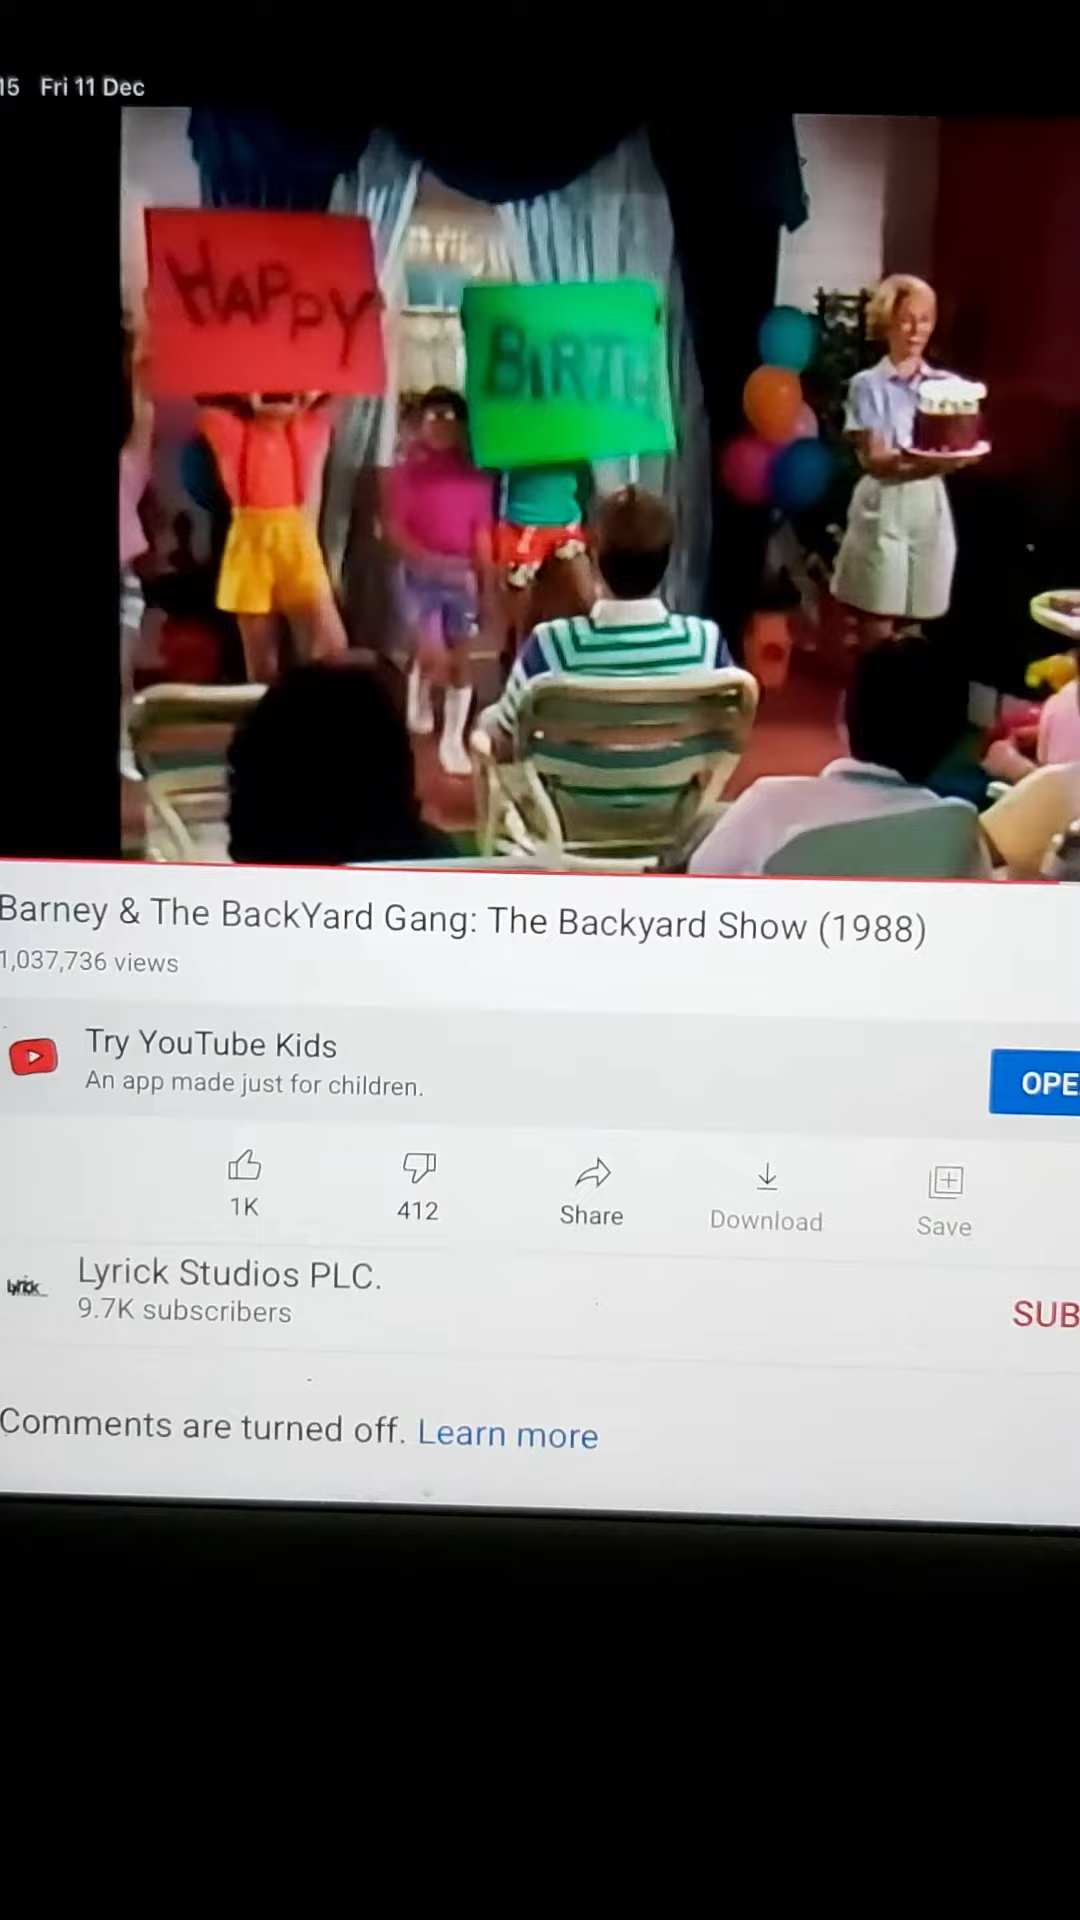 15 Fri 11 Dec
HAPPY
BIRTH
Barney & The BackYard Gang: The Backyard Show (1988)
1,037,736 views
Try YouTube Kids
An app made just for children.
OPE
1K
412
Share
Download
Save
Lyrick
Lyrick Studios PLC.
9.7K subscribers
SUB
Comments are turned off. Learn more